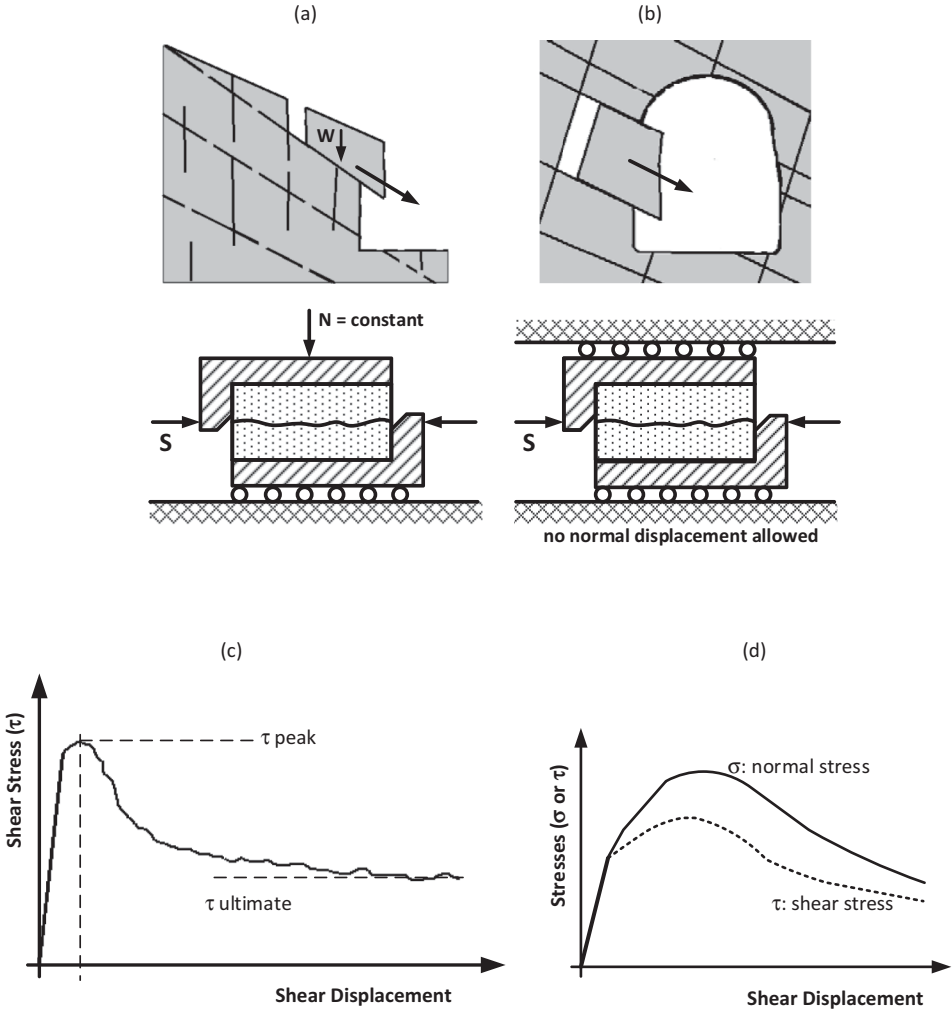 (a)
(b)
W
N = constant
S
S
no normal displacement allowed
(c)
(d)
Shear Stress (τ)
τ peak
τ ultimate
Shear Displacement
Stresses (σ or τ)
σ: normal stress
τ: shear stress
Shear Displacement